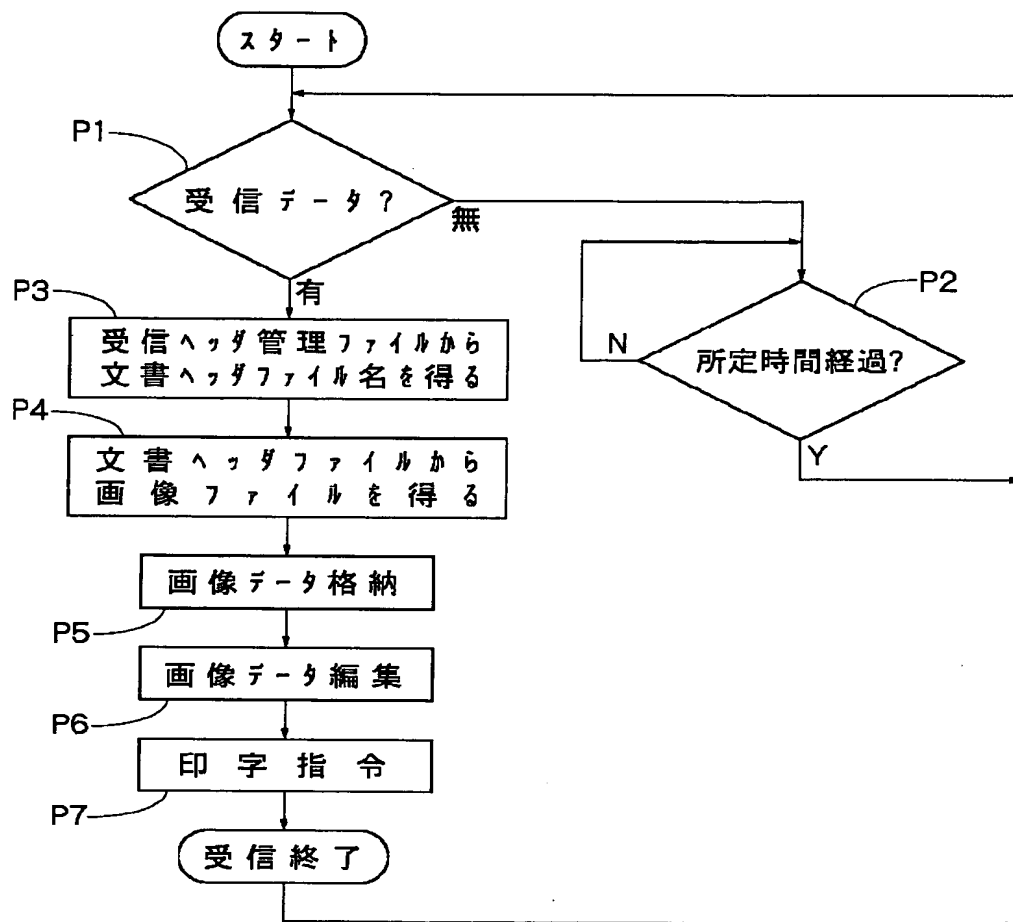 スタート
P1
受信データ?
無
有
P2
N
所定時間経過?
Y
P3
受信ヘッダ管理ファイルから
文書ヘッダファイル名を得る
P4
文書ヘッダファイルから
画像ファイルを得る
画像データ格納
P5
画像データ編集
P6
印字指令
P7
受信終了